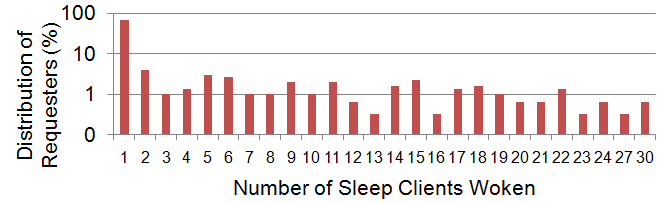 Distribution of
Requesters (%)
100
10
1
0
1 2 3 4 5 6 7 8 9 10 11 12 13 14 15 16 17 18 19 20 21 22 23 24 27 30
Number of Sleep Clients Woken